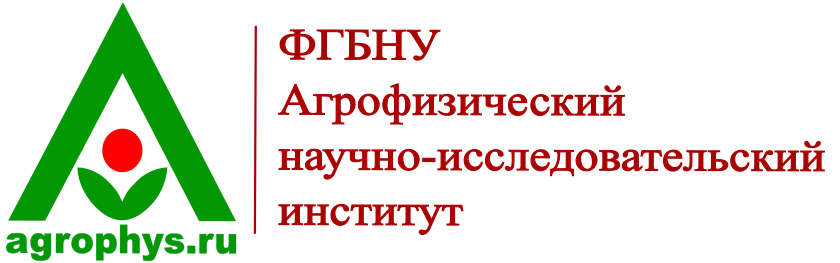 ФГБНУ
Агрофизический
научно-исследовательский
институт
agrophys.ru